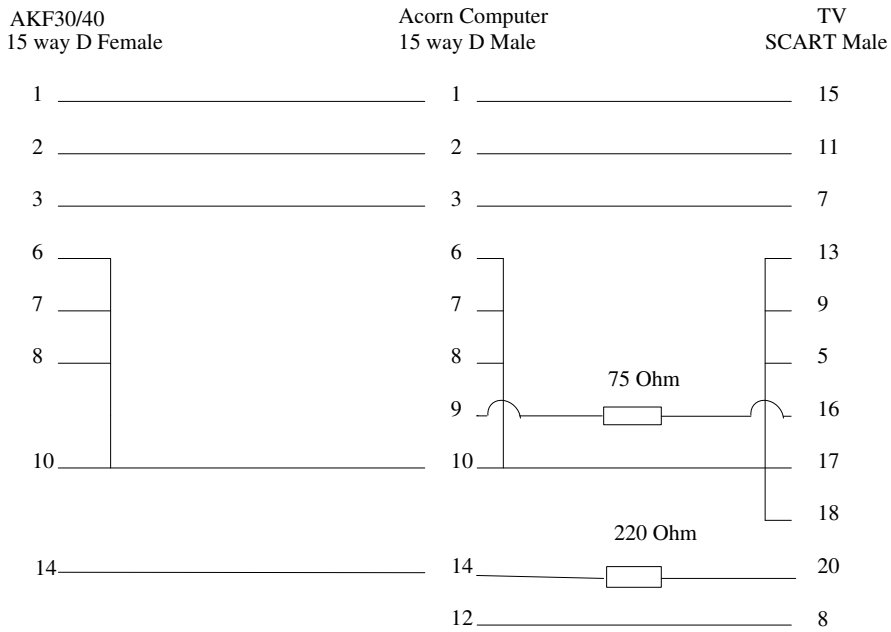 AKF30/40 Acorn Computer TV
15 way D Female 15 way D Male SCART Male
1 1 15
2 2 11
3 3 7
6 6 13
7 7 9
8 8 5
75 Ohm
9 16
10 10 17
18
220 Ohm
14 14 20
12 8